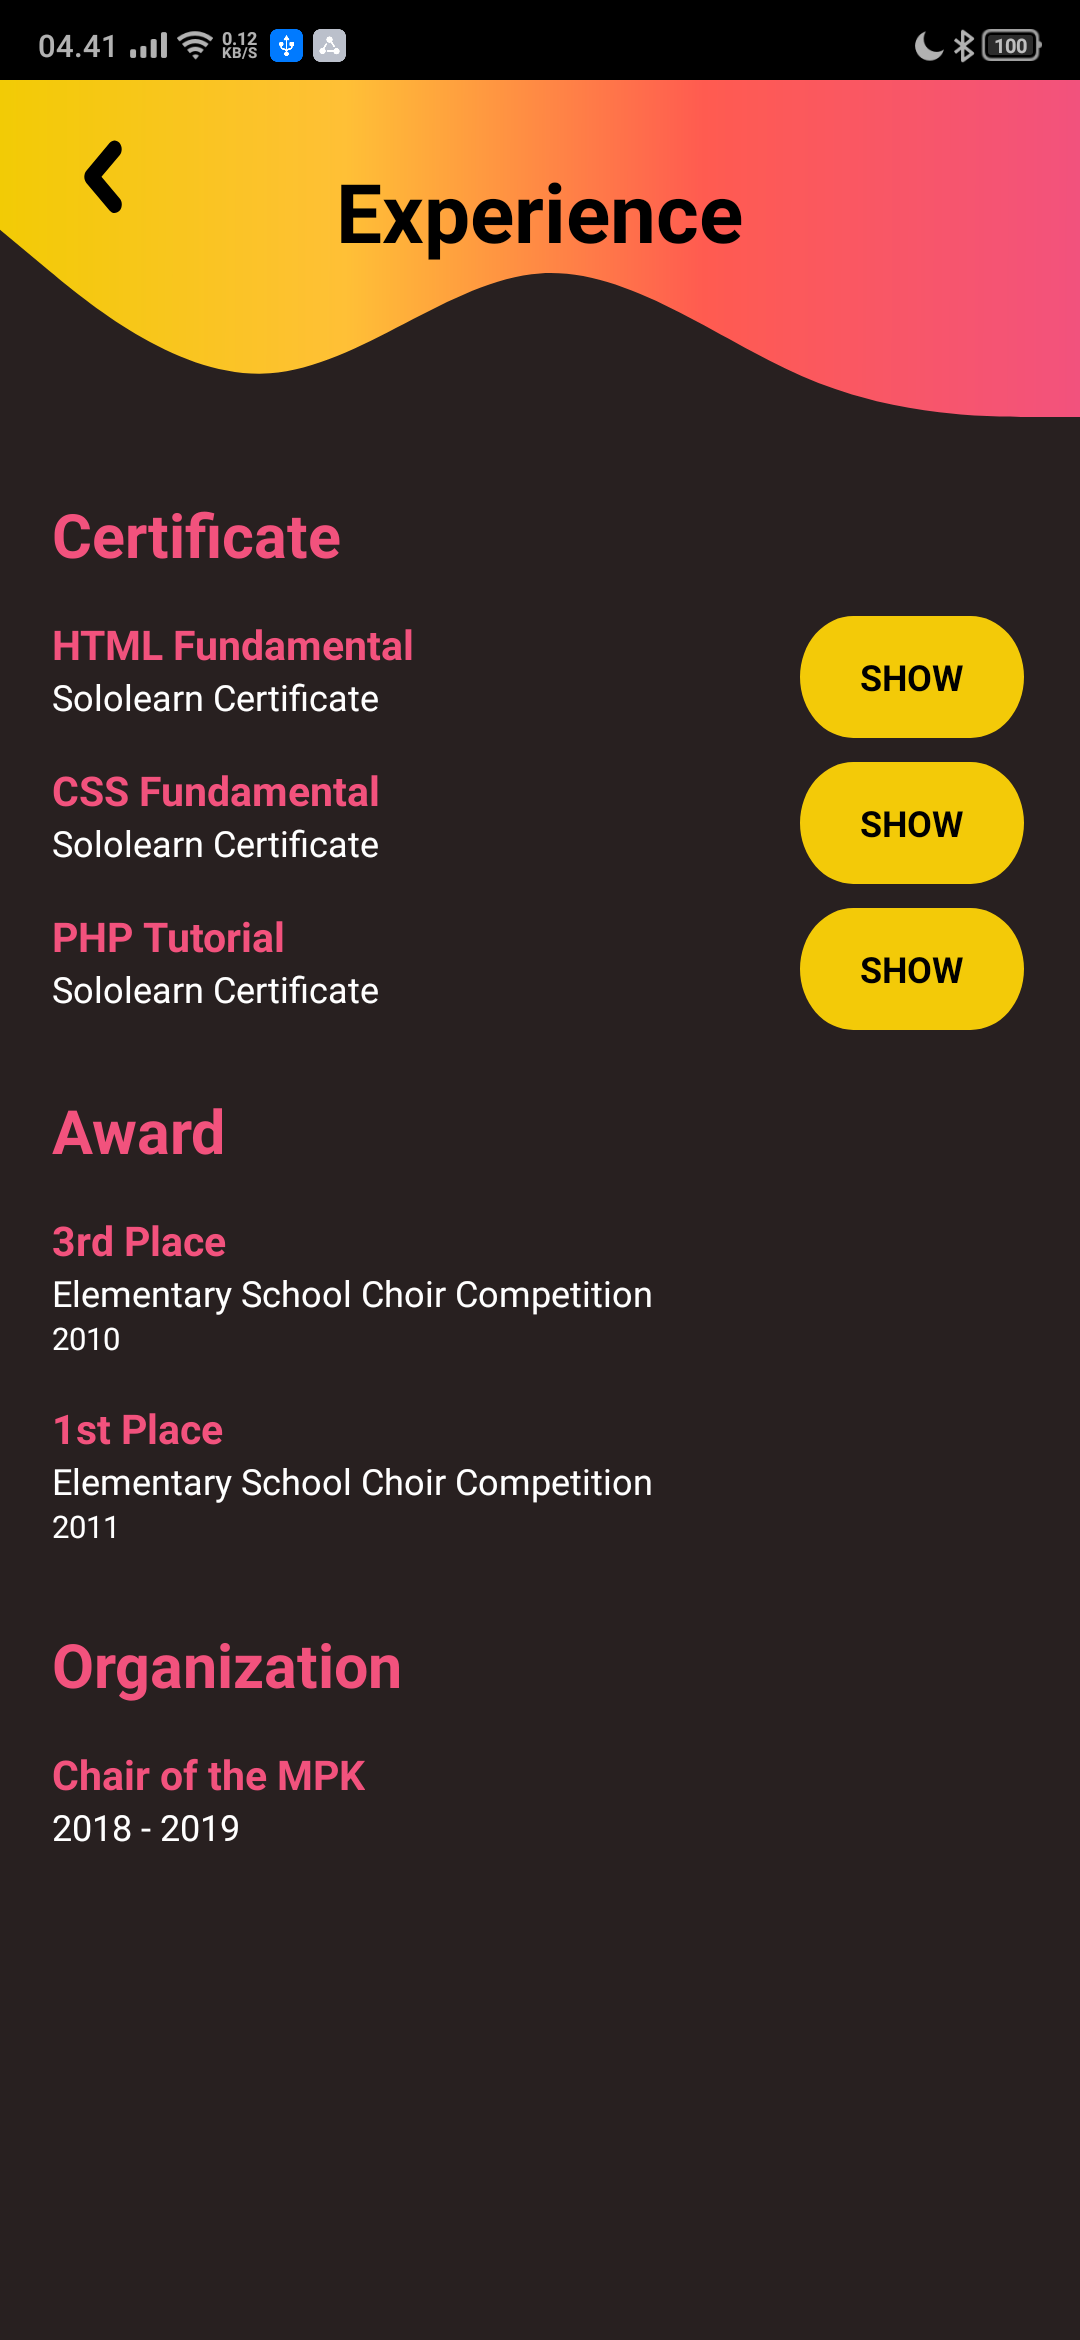 04.41 0.12 KB/S 100
Experience
Certificate
HTML Fundamental
Sololearn Certificate
SHOW
CSS Fundamental
Sololearn Certificate
SHOW
PHP Tutorial
Sololearn Certificate
SHOW
Award
3rd Place
Elementary School Choir Competition
2010
1st Place
Elementary School Choir Competition
2011
Organization
Chair of the MPK
2018 - 2019